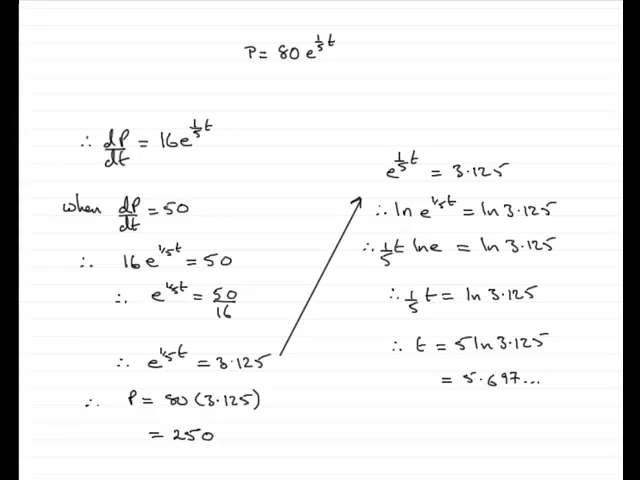 P = 80e^{1/5 t}
∴ dP/dt = 16e^{1/5 t}
when dP/dt = 50
∴ 16e^{1/5 t} = 50
∴ e^{1/5 t} = 50/16
∴ e^{1/5 t} = 3.125
∴ P = 80(3.125)
= 250
e^{1/5 t} = 3.125
∴ ln e^{1/5 t} = ln 3.125
∴ 1/5 t ln e = ln 3.125
∴ 1/5 t = ln 3.125
∴ t = 5 ln 3.125
= 5.697...